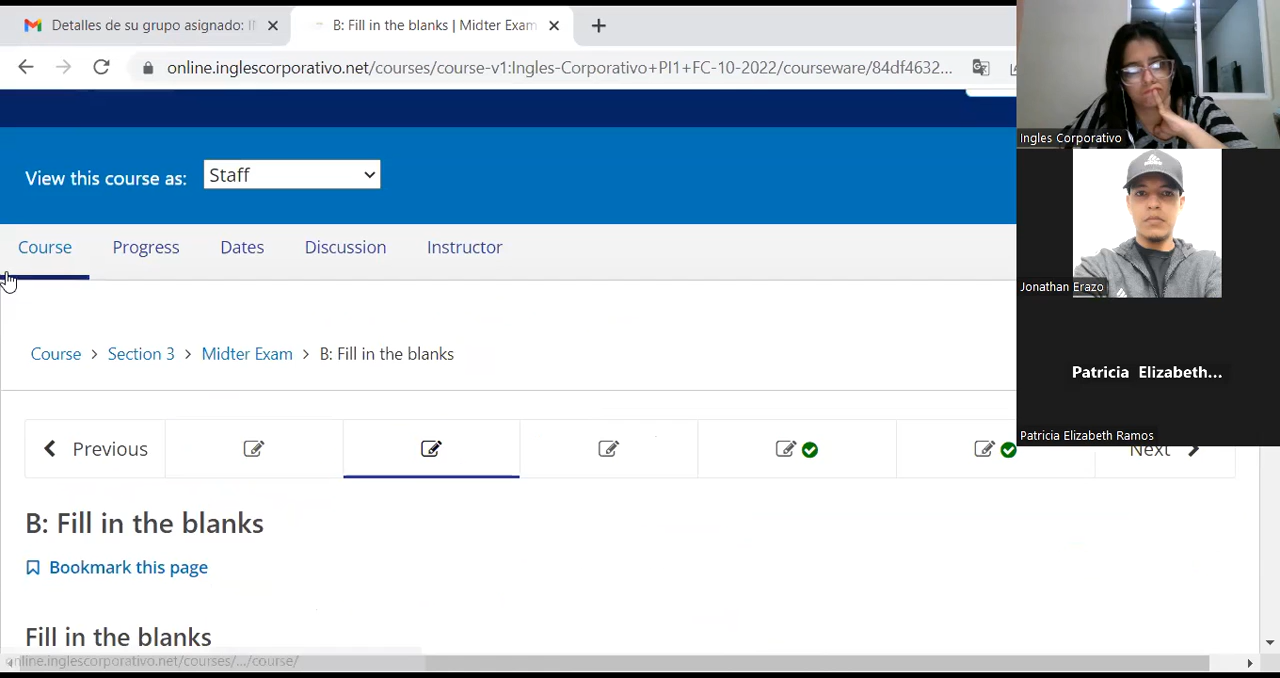 Detalles de su grupo asignado: II
B: Fill in the blanks | Midter Exam
online.inglescorporativo.net/courses/course-v1:Ingles-Corporativo+PI1+FC-10-2022/courseware/84df4632...
View this course as: Staff
Course Progress Dates Discussion Instructor
Course > Section 3 > Midter Exam > B: Fill in the blanks
Previous Next
B: Fill in the blanks
Bookmark this page
Fill in the blanks
online.inglescorporativo.net/courses/.../course/
Ingles Corporativo
Jonathan Erazo
Patricia Elizabeth...
Patricia Elizabeth Ramos